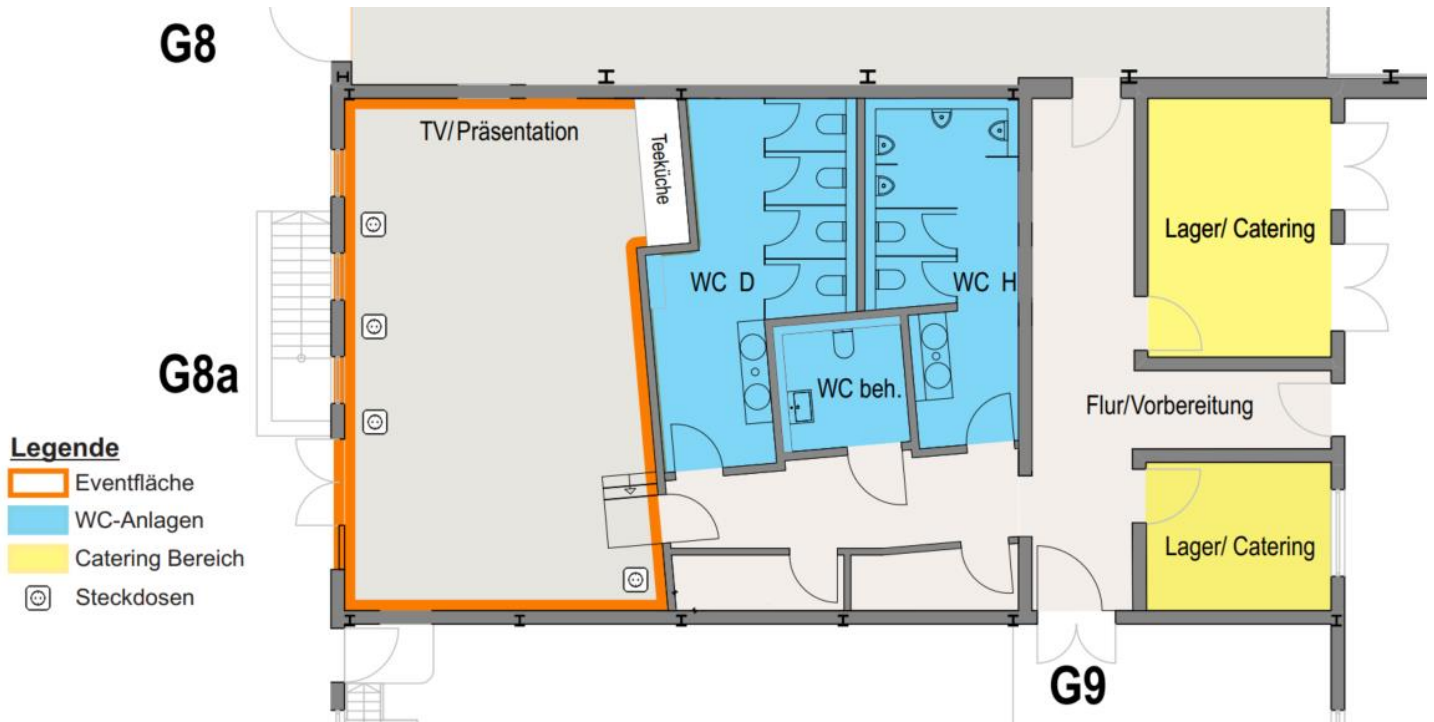 G8
TV/Präsentation
Teeküche
Lager/ Catering
WC D
WC H
G8a
WC beh.
Flur/Vorbereitung
Legende
Eventfläche
WC-Anlagen
Catering Bereich
Steckdosen
Lager/ Catering
G9